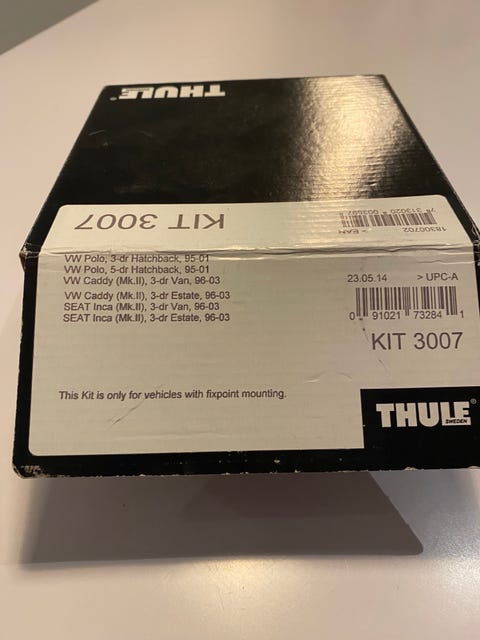 THULE®
KIT 3007
18300702
> EAN
VW Polo, 3-dr Hatchback, 95-01
VW Polo, 5-dr Hatchback, 95-01
VW Caddy (Mk.II), 3-dr Van, 96-03
VW Caddy (Mk.II), 3-dr Estate, 96-03
SEAT Inca (Mk.II), 3-dr Van, 96-03
SEAT Inca (Mk.II), 3-dr Estate, 96-03
23.05.14 > UPC-A
0 91021 73284 1
KIT 3007
This Kit is only for vehicles with fixpoint mounting.
THULE®
SWEDEN